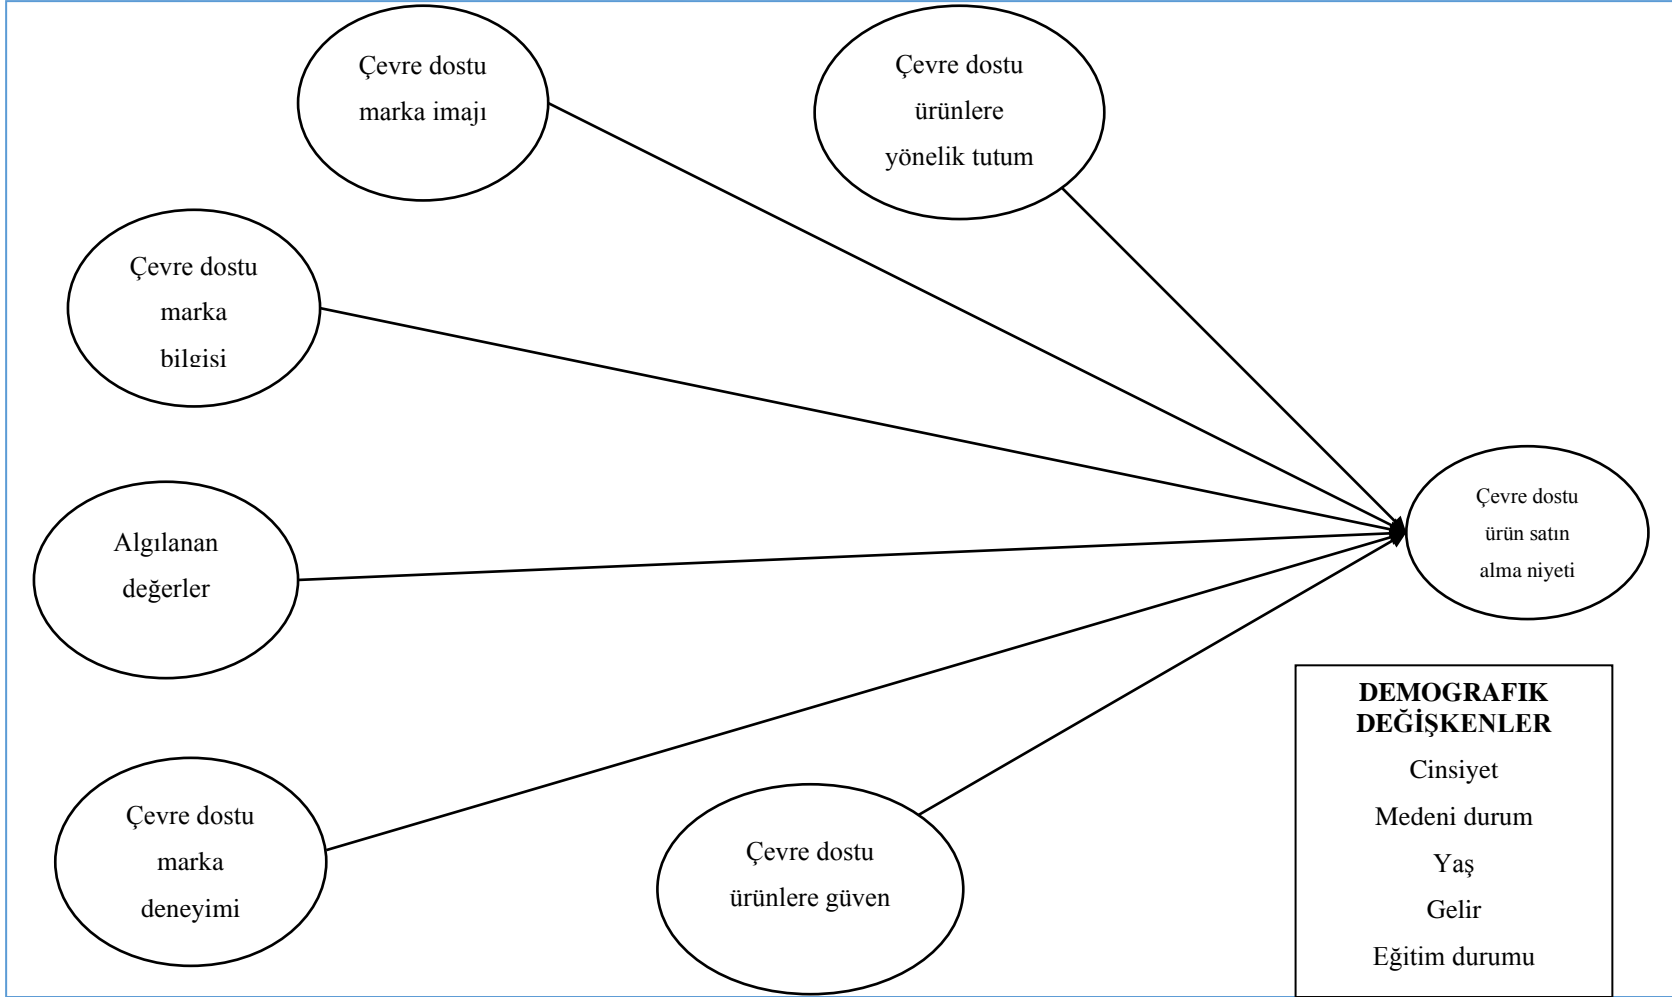 Çevre dostu
marka imajı
Çevre dostu
ürünlere
yönelik tutum
Çevre dostu
marka
bilgisi
Algılanan
değerler
Çevre dostu
ürün satın
alma niyeti
Çevre dostu
marka
deneyimi
Çevre dostu
ürünlere güven
DEMOGRAFIK
DEĞİŞKENLER
Cinsiyet
Medeni durum
Yaş
Gelir
Eğitim durumu